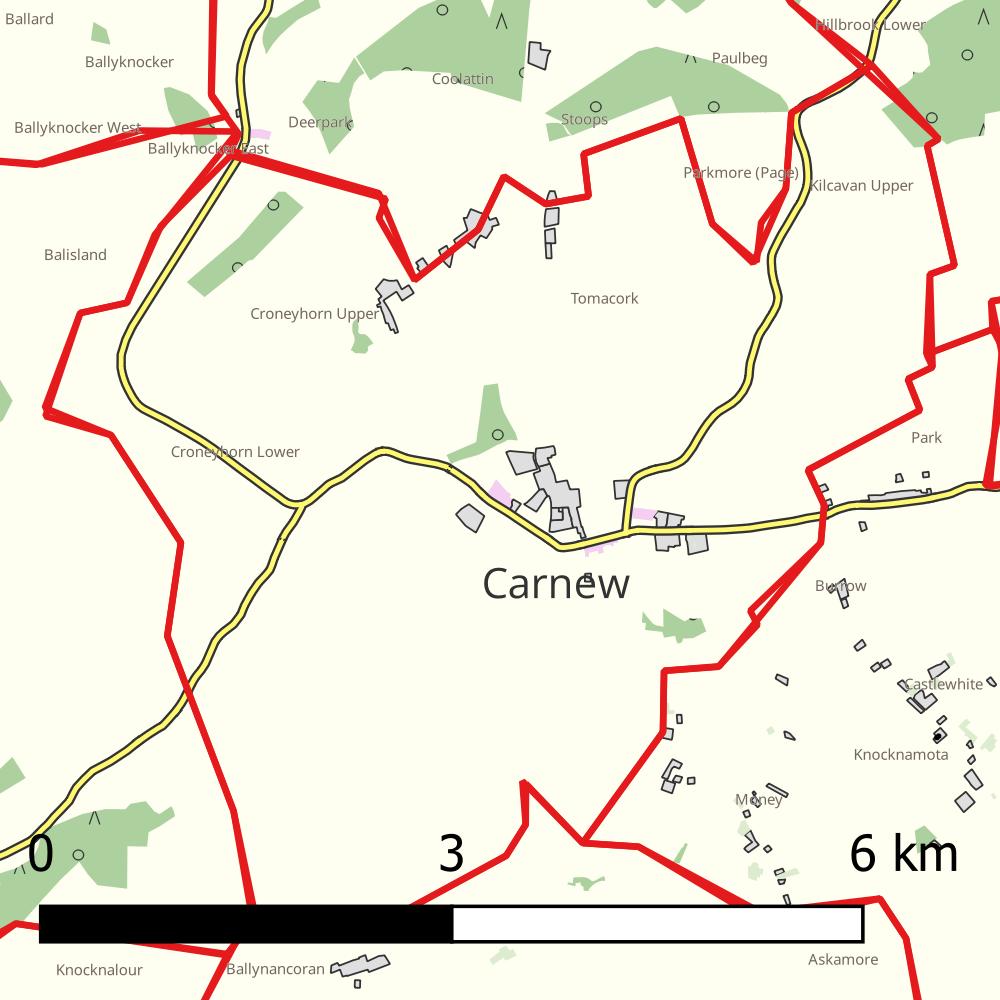 Ballard
Hillbrook Lower
Ballyknocker
Paulbeg
Coolattin
Ballyknocker West
Deerpark
Stoops
Ballyknocker East
Parkmore (Page)
Kilcavan Upper
Balisland
Tomacork
Croneyhorn Upper
Park
Croneyhorn Lower
Carnew
Burrow
Castlewhite
Knocknamota
Money
0 3 6 km
Askamore
Knocknalour
Ballynancoran